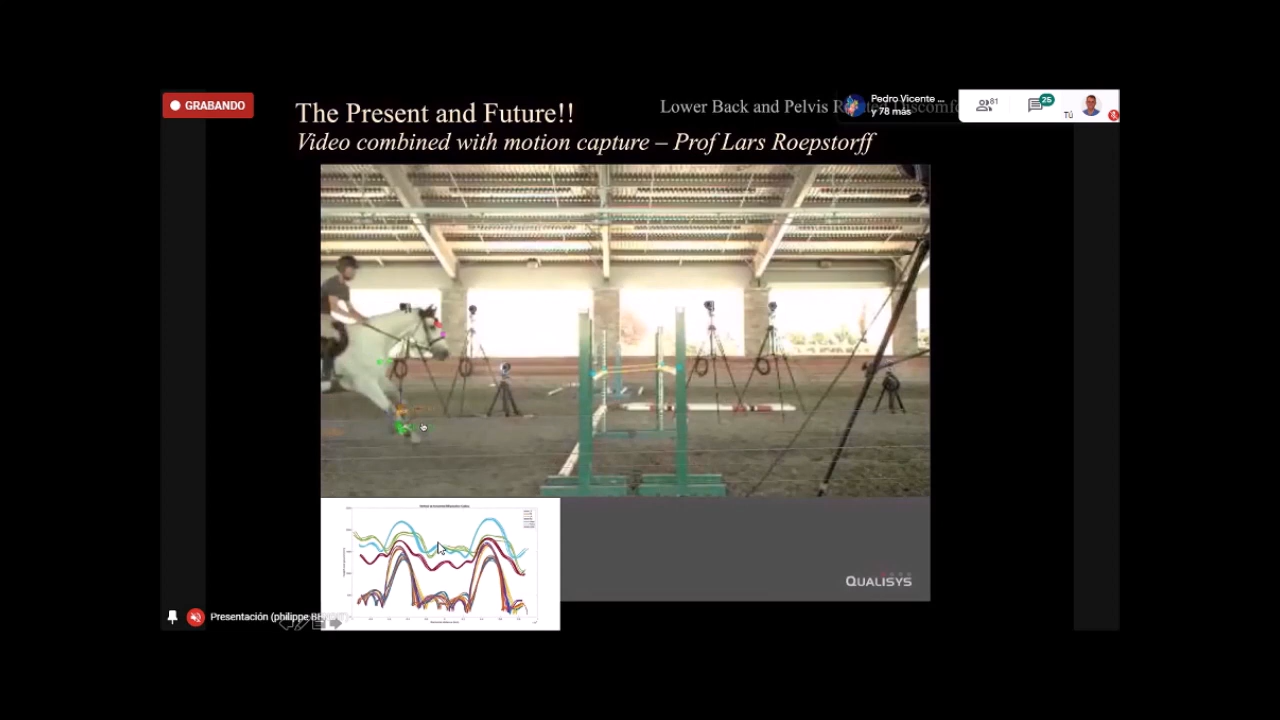 GRABANDO
The Present and Future!!
Lower Back and Pelvis
Pedro Vicente ...
y 78 más
81
26
Tú
Video combined with motion capture – Prof Lars Roepstorff
QUALISYS
Presentación (philippe